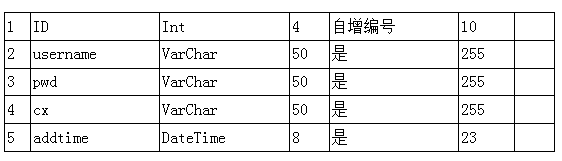 1 ID Int 4 自增编号 10
2 username VarChar 50 是 255
3 pwd VarChar 50 是 255
4 cx VarChar 50 是 255
5 addtime DateTime 8 是 23